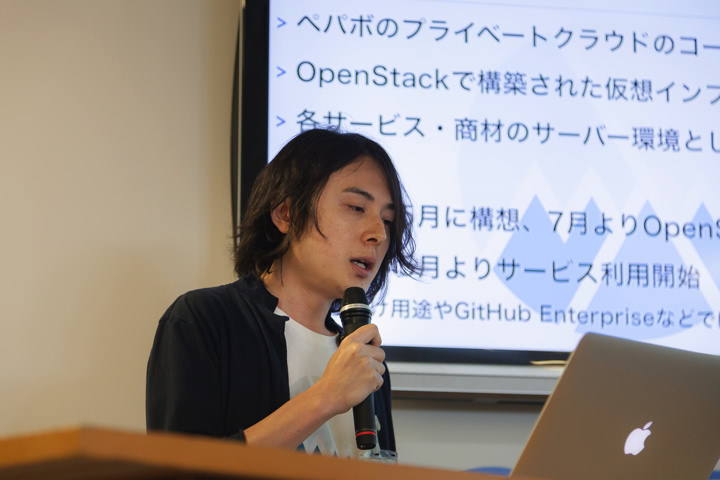 > ペパボのプライベートクラウドのコー
> OpenStackで構築された仮想インフ
> 各サービス・商材のサーバー環境とし
月に構想、7月よりOpenS
月よりサービス利用開始
け用途やGitHub Enterpriseなどで